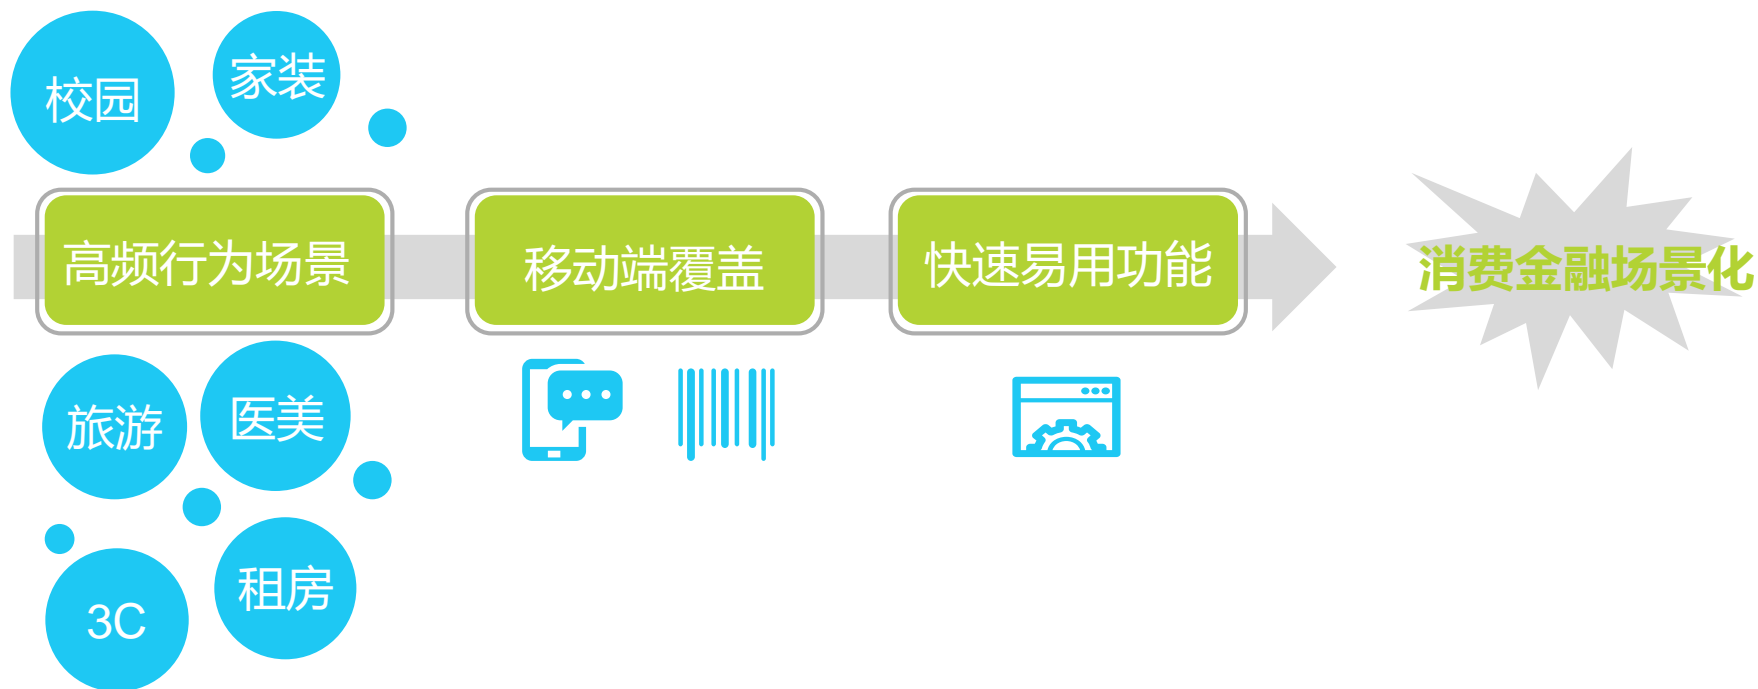 校园
家装
高频行为场景
移动端覆盖
快速易用功能
消费金融场景化
旅游
医美
3C
租房